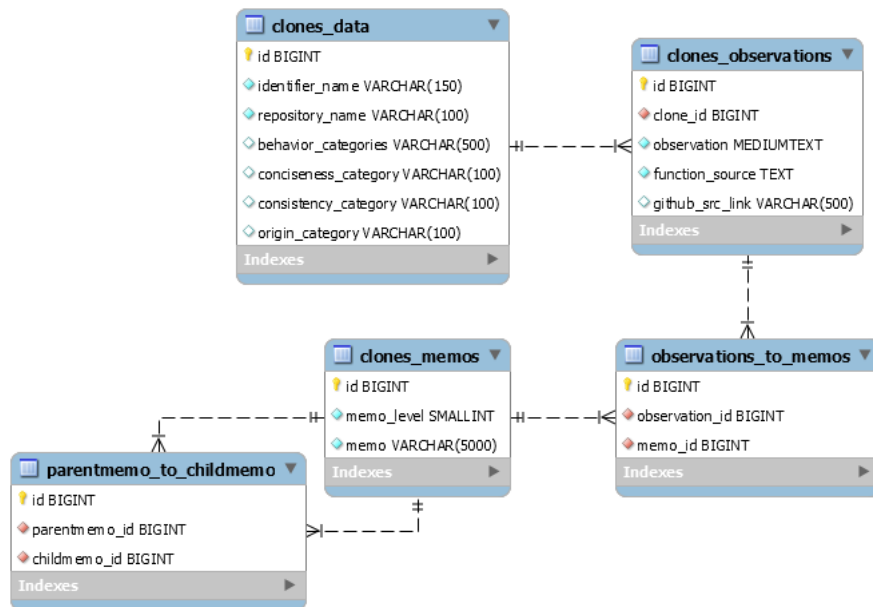 clones_data
id BIGINT
identifier_name VARCHAR(150)
repository_name VARCHAR(100)
behavior_categories VARCHAR(500)
conciseness_category VARCHAR(100)
consistency_category VARCHAR(100)
origin_category VARCHAR(100)
Indexes
clones_observations
id BIGINT
clone_id BIGINT
observation MEDIUMTEXT
function_source TEXT
github_src_link VARCHAR(500)
Indexes
clones_memos
id BIGINT
memo_level SMALLINT
memo VARCHAR(5000)
Indexes
observations_to_memos
id BIGINT
observation_id BIGINT
memo_id BIGINT
Indexes
parentmemo_to_childmemo
id BIGINT
parentmemo_id BIGINT
childmemo_id BIGINT
Indexes